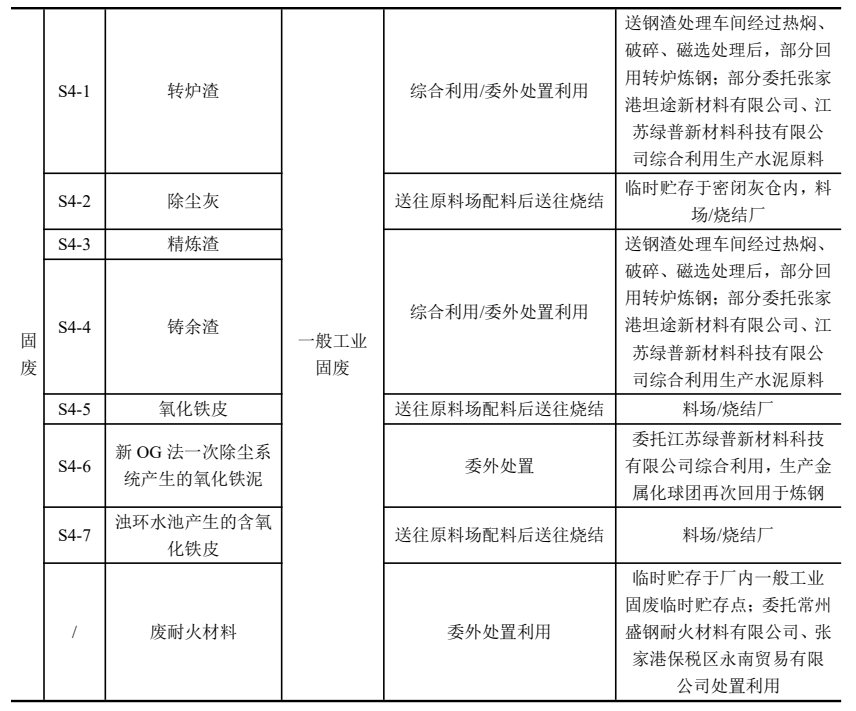 固
废
S4-1
转炉渣
一般工业
固废
综合利用/委外处置利用
送钢渣处理车间经过热焖、
破碎、磁选处理后，部分回
用转炉炼钢；部分委托张家
港坦途新材料有限公司、江
苏绿普新材料科技有限公
司综合利用生产水泥原料
S4-2
除尘灰
送往原料场配料后送往烧结
临时贮存于密闭灰仓内，料
场/烧结厂
S4-3
精炼渣
综合利用/委外处置利用
送钢渣处理车间经过热焖、
破碎、磁选处理后，部分回
用转炉炼钢；部分委托张家
港坦途新材料有限公司、江
苏绿普新材料科技有限公
司综合利用生产水泥原料
S4-4
铸余渣
S4-5
氧化铁皮
送往原料场配料后送往烧结
料场/烧结厂
S4-6
新 OG 法一次除尘系
统产生的氧化铁泥
委外处置
委托江苏绿普新材料科技
有限公司综合利用，生产金
属化球团再次回用于炼钢
S4-7
浊环水池产生的含氧
化铁皮
送往原料场配料后送往烧结
料场/烧结厂
/
废耐火材料
委外处置利用
临时贮存于厂内一般工业
固废临时贮存点；委托常州
盛钢耐火材料有限公司、张
家港保税区永南贸易有限
公司处置利用